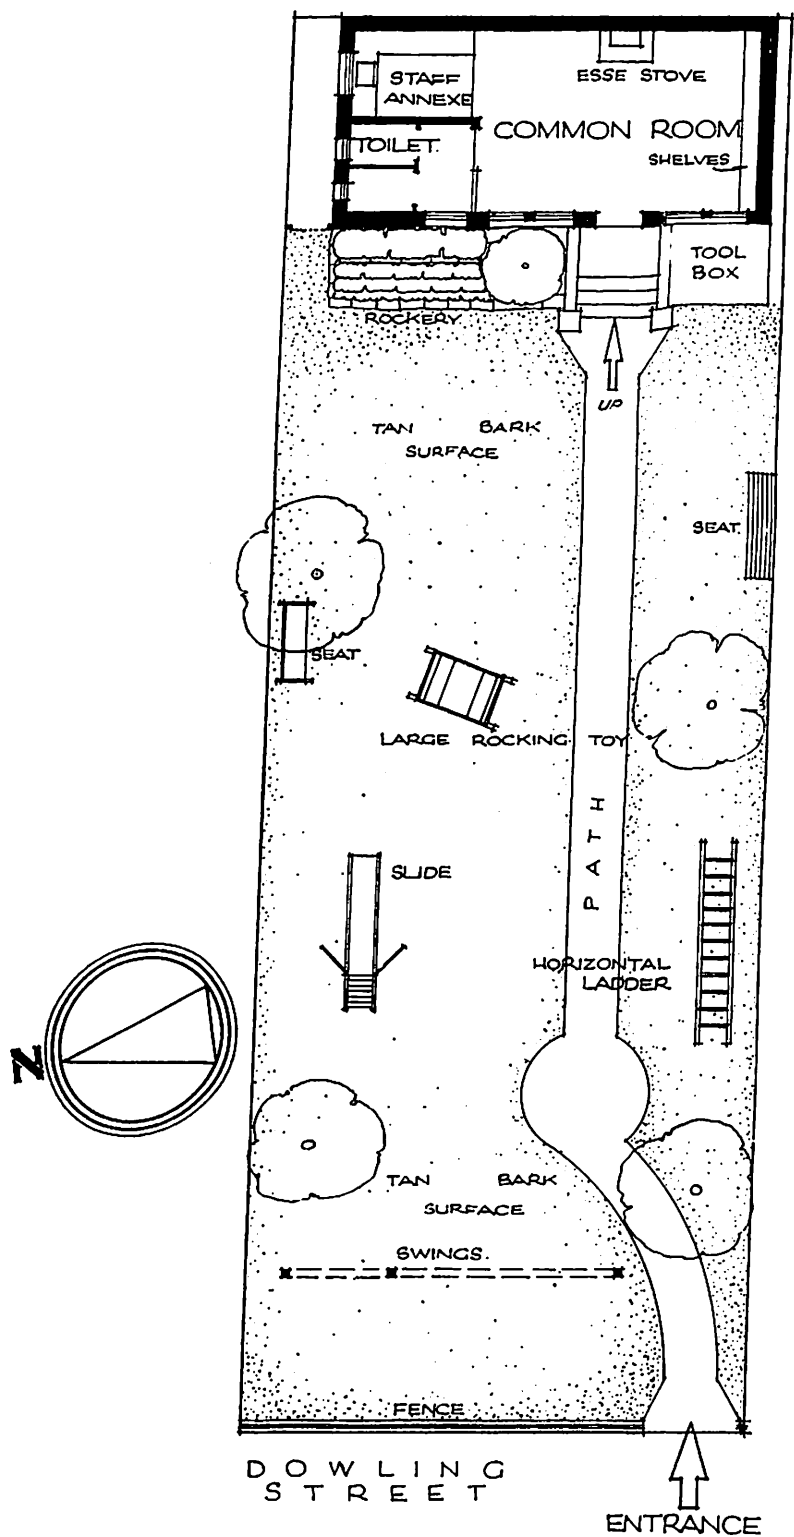 STAFF
ANNEXE
ESSE STOVE
COMMON ROOM
TOILET.
SHELVES
TOOL
BOX
ROCKERY
UP
TAN BARK
SURFACE
SEAT.
SEAT
LARGE ROCKING TOY
PATH
SLIDE
HORIZONTAL
LADDER
N
TAN BARK
SURFACE
SWINGS.
FENCE
DOWLING
STREET
ENTRANCE